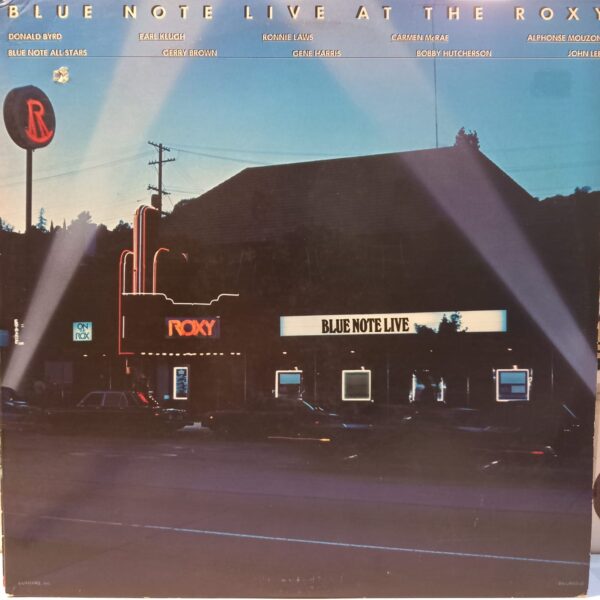 BLUE NOTE LIVE AT THE ROXY
DONALD BYRD EARL KLUGH RONNIE LAWS CARMEN McRAE ALPHONSE MOUZON
BLUE NOTE ALL-STARS GERRY BROWN GENE HARRIS BOBBY HUTCHERSON JOHN LEE
R
ON
ROX
ROXY
BLUE NOTE LIVE